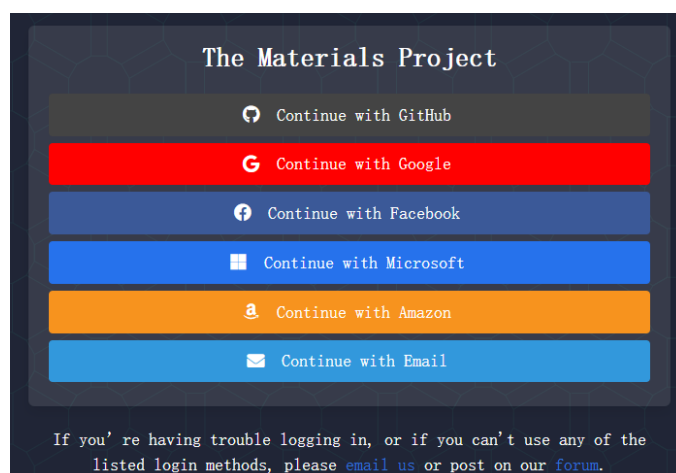 The Materials Project
Continue with GitHub
Continue with Google
Continue with Facebook
Continue with Microsoft
Continue with Amazon
Continue with Email
If you’re having trouble logging in, or if you can't use any of the
listed login methods, please email us or post on our forum.